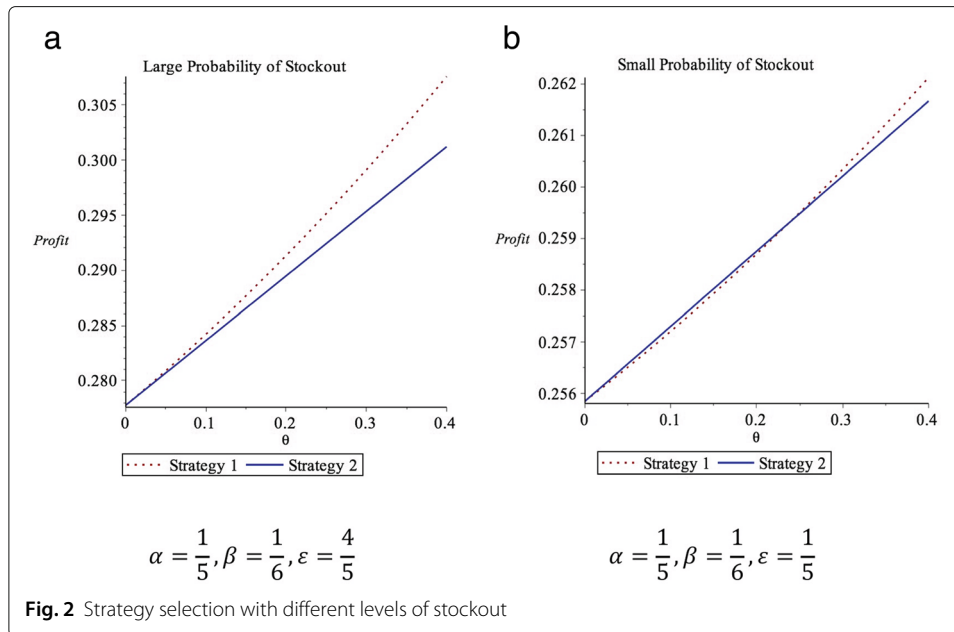 a
Large Probability of Stockout
0.305
0.300
0.295
Profit
0.290
0.285
0.280
0 0.1 0.2 0.3 0.4
θ
Strategy 1 Strategy 2
α = 1/5, β = 1/6, ε = 4/5
b
Small Probability of Stockout
0.262
0.261
0.260
0.259
Profit
0.258
0.257
0.256
0 0.1 0.2 0.3 0.4
θ
Strategy 1 Strategy 2
α = 1/5, β = 1/6, ε = 1/5
Fig. 2 Strategy selection with different levels of stockout